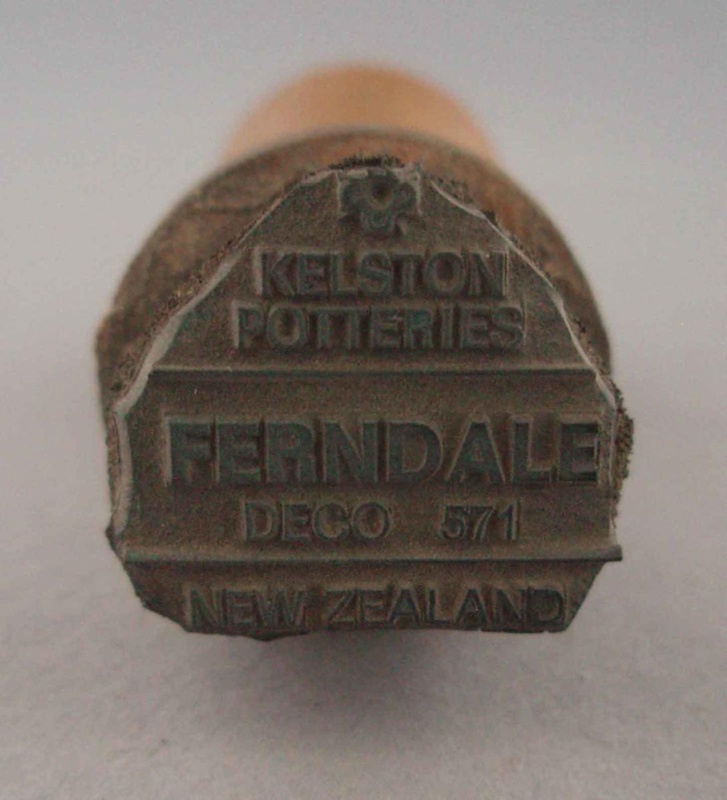 KELSTON
POTTERIES
FERNDALE
DECO 571
NEW ZEALAND